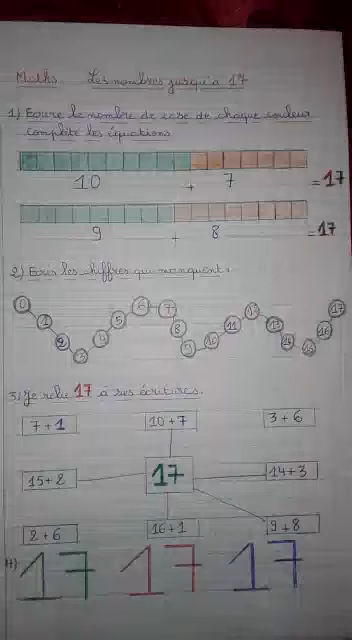 Maths Les nombres jusqu'à 17
1) Ecrire le nombre de case de chaque couleur
complète les équations
10 + 7 = 17
9 + 8 = 17
2) Ecris les chiffres qui manquent.
0 1 2 3 4 5 6 7 8 9 10 11 12 13 14 15 16 17
3) Je relie 17 à ses écritures.
7+1 10+7 3+6
15+2 17 14+3
2+6 16+1 9+8
4) 17 17 17